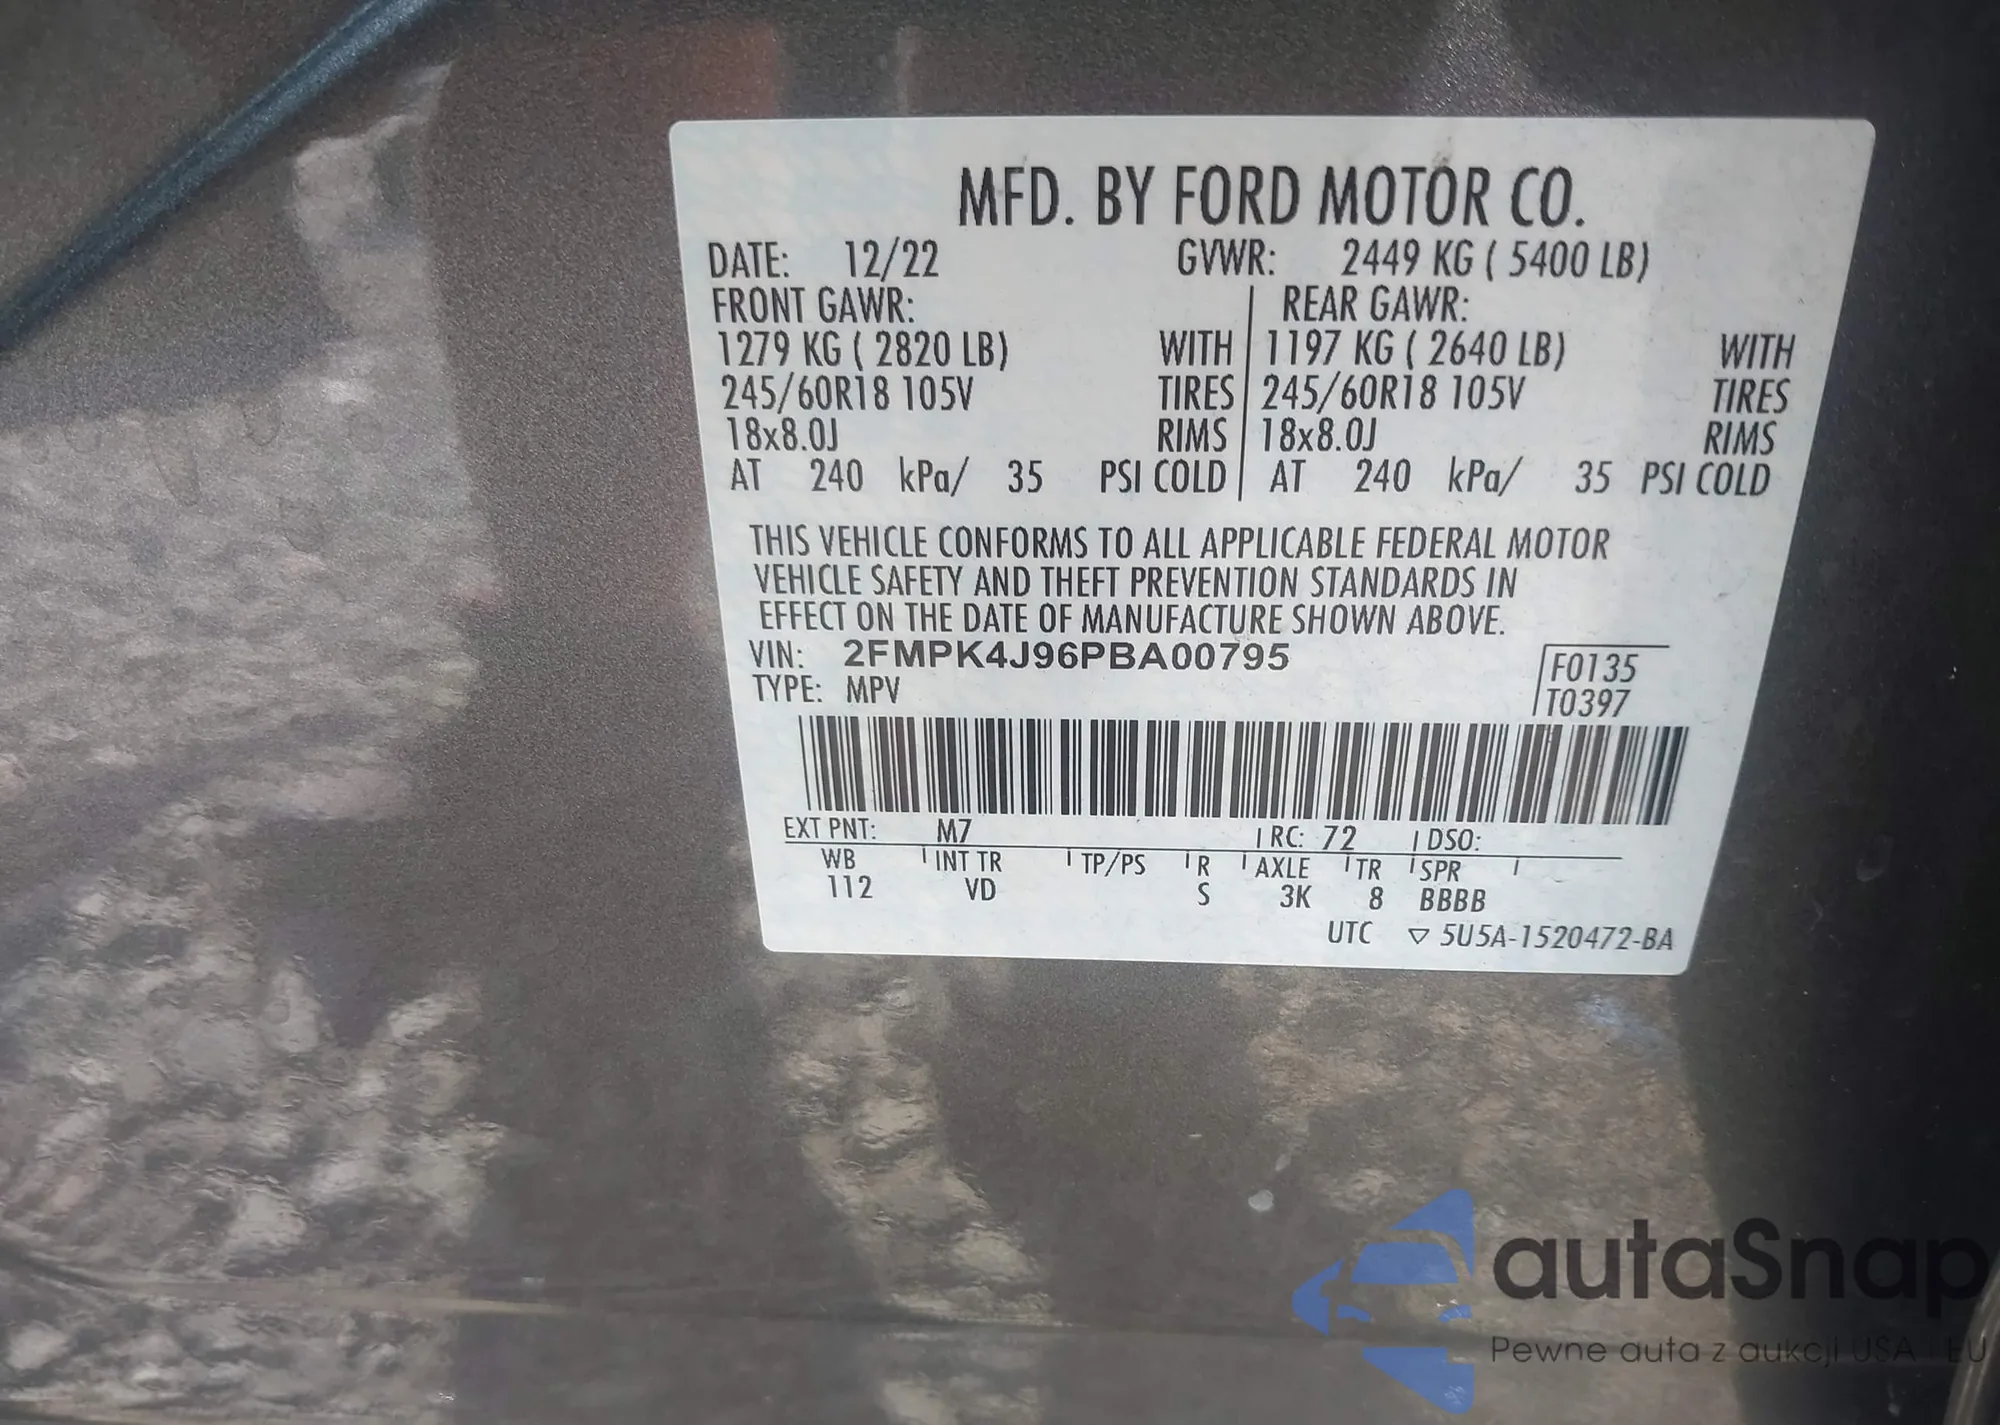 MFD. BY FORD MOTOR CO.
DATE: 12/22 GVWR: 2449 KG ( 5400 LB)
FRONT GAWR: REAR GAWR:
1279 KG ( 2820 LB) WITH 1197 KG ( 2640 LB) WITH
245/60R18 105V TIRES 245/60R18 105V TIRES
18x8.0J RIMS 18x8.0J RIMS
AT 240 kPa/ 35 PSI COLD AT 240 kPa/ 35 PSI COLD
THIS VEHICLE CONFORMS TO ALL APPLICABLE FEDERAL MOTOR
VEHICLE SAFETY AND THEFT PREVENTION STANDARDS IN
EFFECT ON THE DATE OF MANUFACTURE SHOWN ABOVE.
VIN: 2FMPK4J96PBA00795 F0135
TYPE: MPV T0397
EXT PNT: M7 RC: 72 DSO:
WB INT TR TP/PS R AXLE TR SPR
112 VD S 3K 8 BBBB
UTC ▽ 5U5A-1520472-BA
autaSnap
Pewne auta z aukcji USA i EU